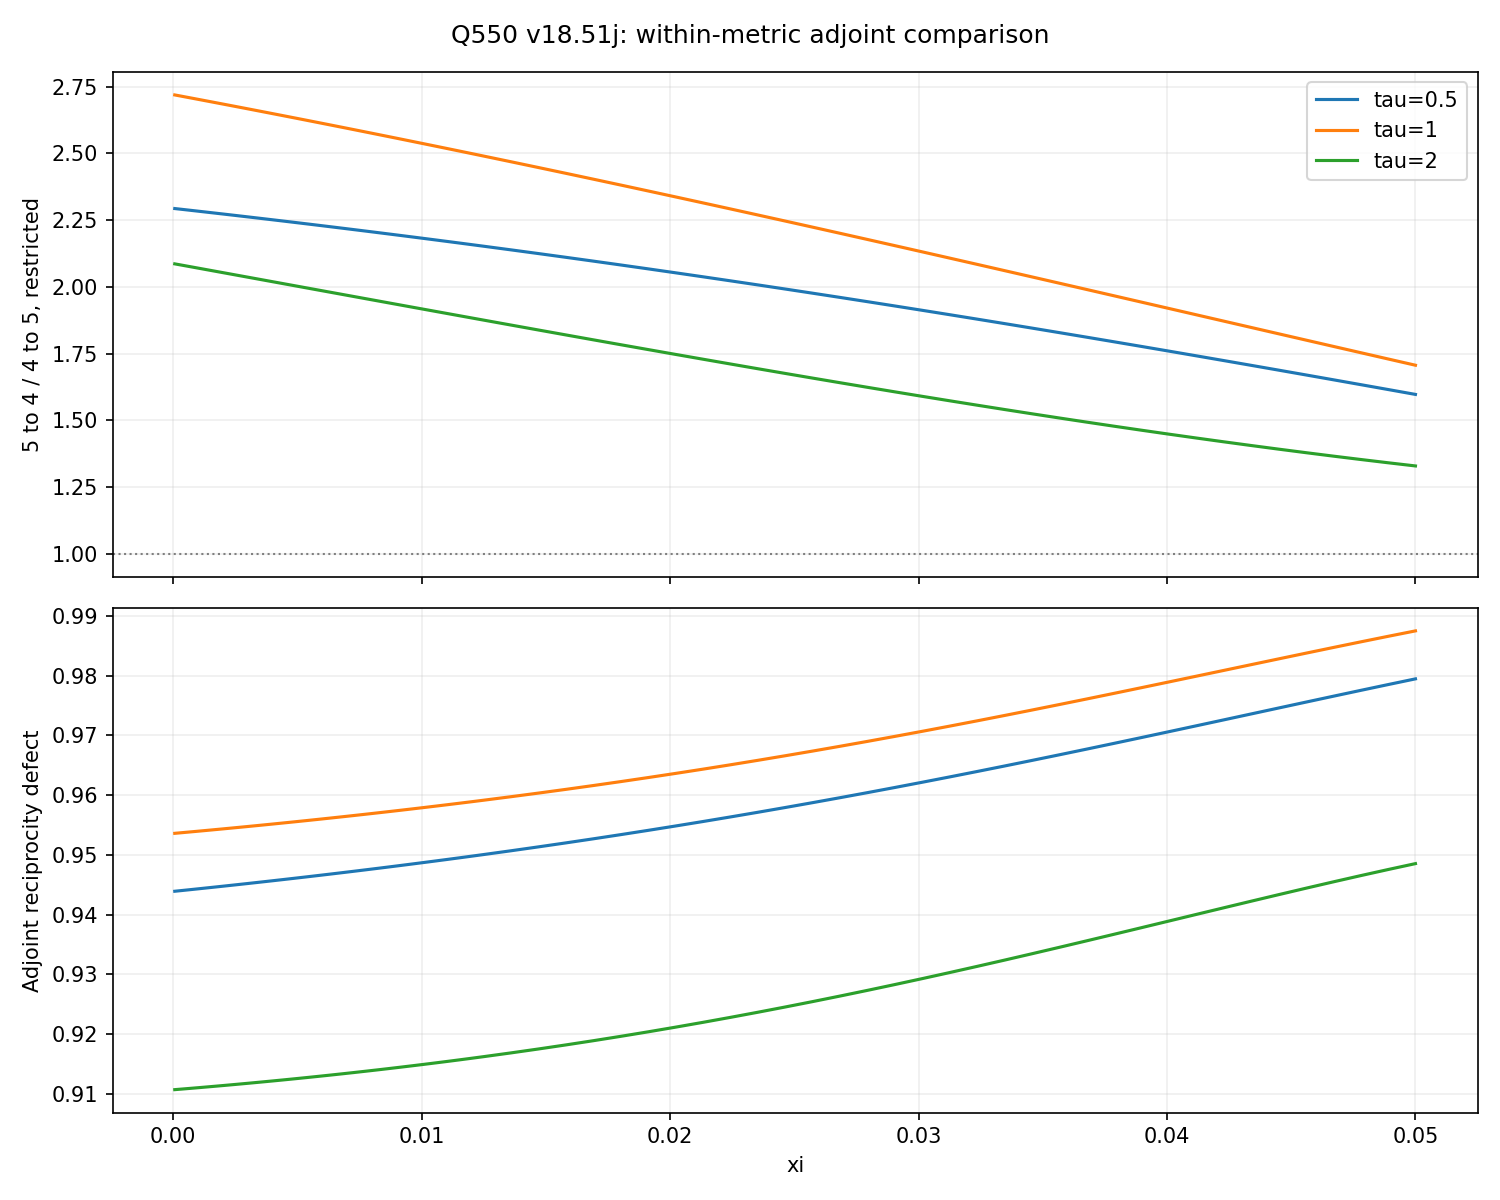 Q550 v18.51j: within-metric adjoint comparison
2.75
2.50
2.25
2.00
1.75
1.50
1.25
1.00
5 to 4 / 4 to 5, restricted
tau=0.5
tau=1
tau=2
0.99
0.98
0.97
0.96
0.95
0.94
0.93
0.92
0.91
Adjoint reciprocity defect
0.00 0.01 0.02 0.03 0.04 0.05
xi